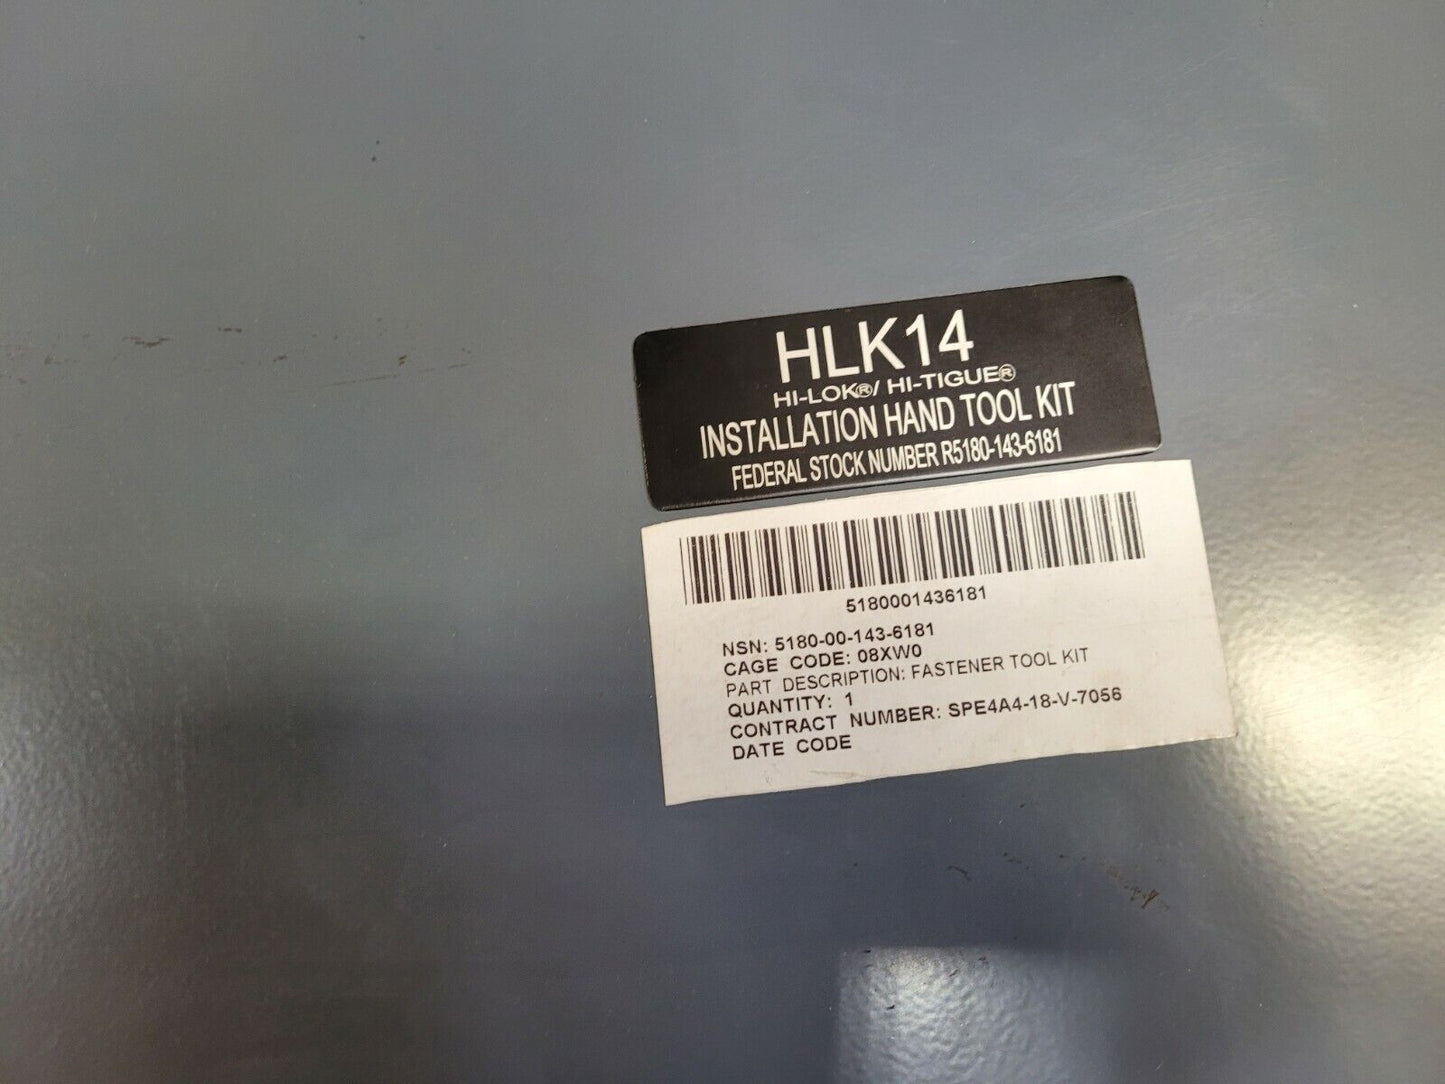 HLK14
HI-LOK®/ HI-TIGUE®
INSTALLATION HAND TOOL KIT
FEDERAL STOCK NUMBER R5180-143-6181
5180001436181
NSN: 5180-00-143-6181
CAGE CODE: 08XW0
PART DESCRIPTION: FASTENER TOOL KIT
QUANTITY: 1
CONTRACT NUMBER: SPE4A4-18-V-7056
DATE CODE